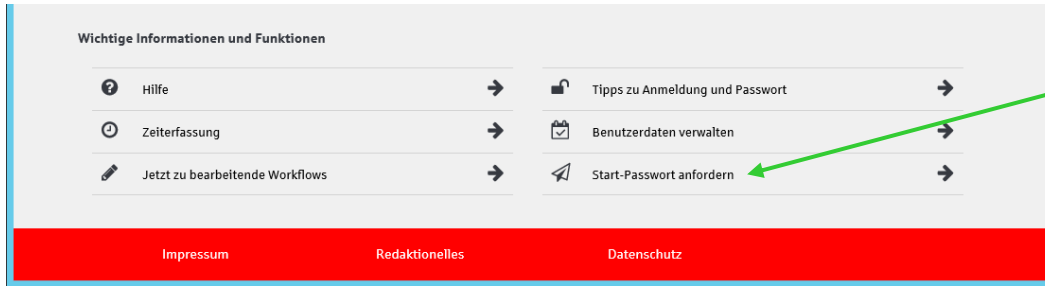 Wichtige Informationen und Funktionen
Hilfe
Tipps zu Anmeldung und Passwort
Zeiterfassung
Benutzerdaten verwalten
Jetzt zu bearbeitende Workflows
Start-Passwort anfordern
Impressum
Redaktionelles
Datenschutz